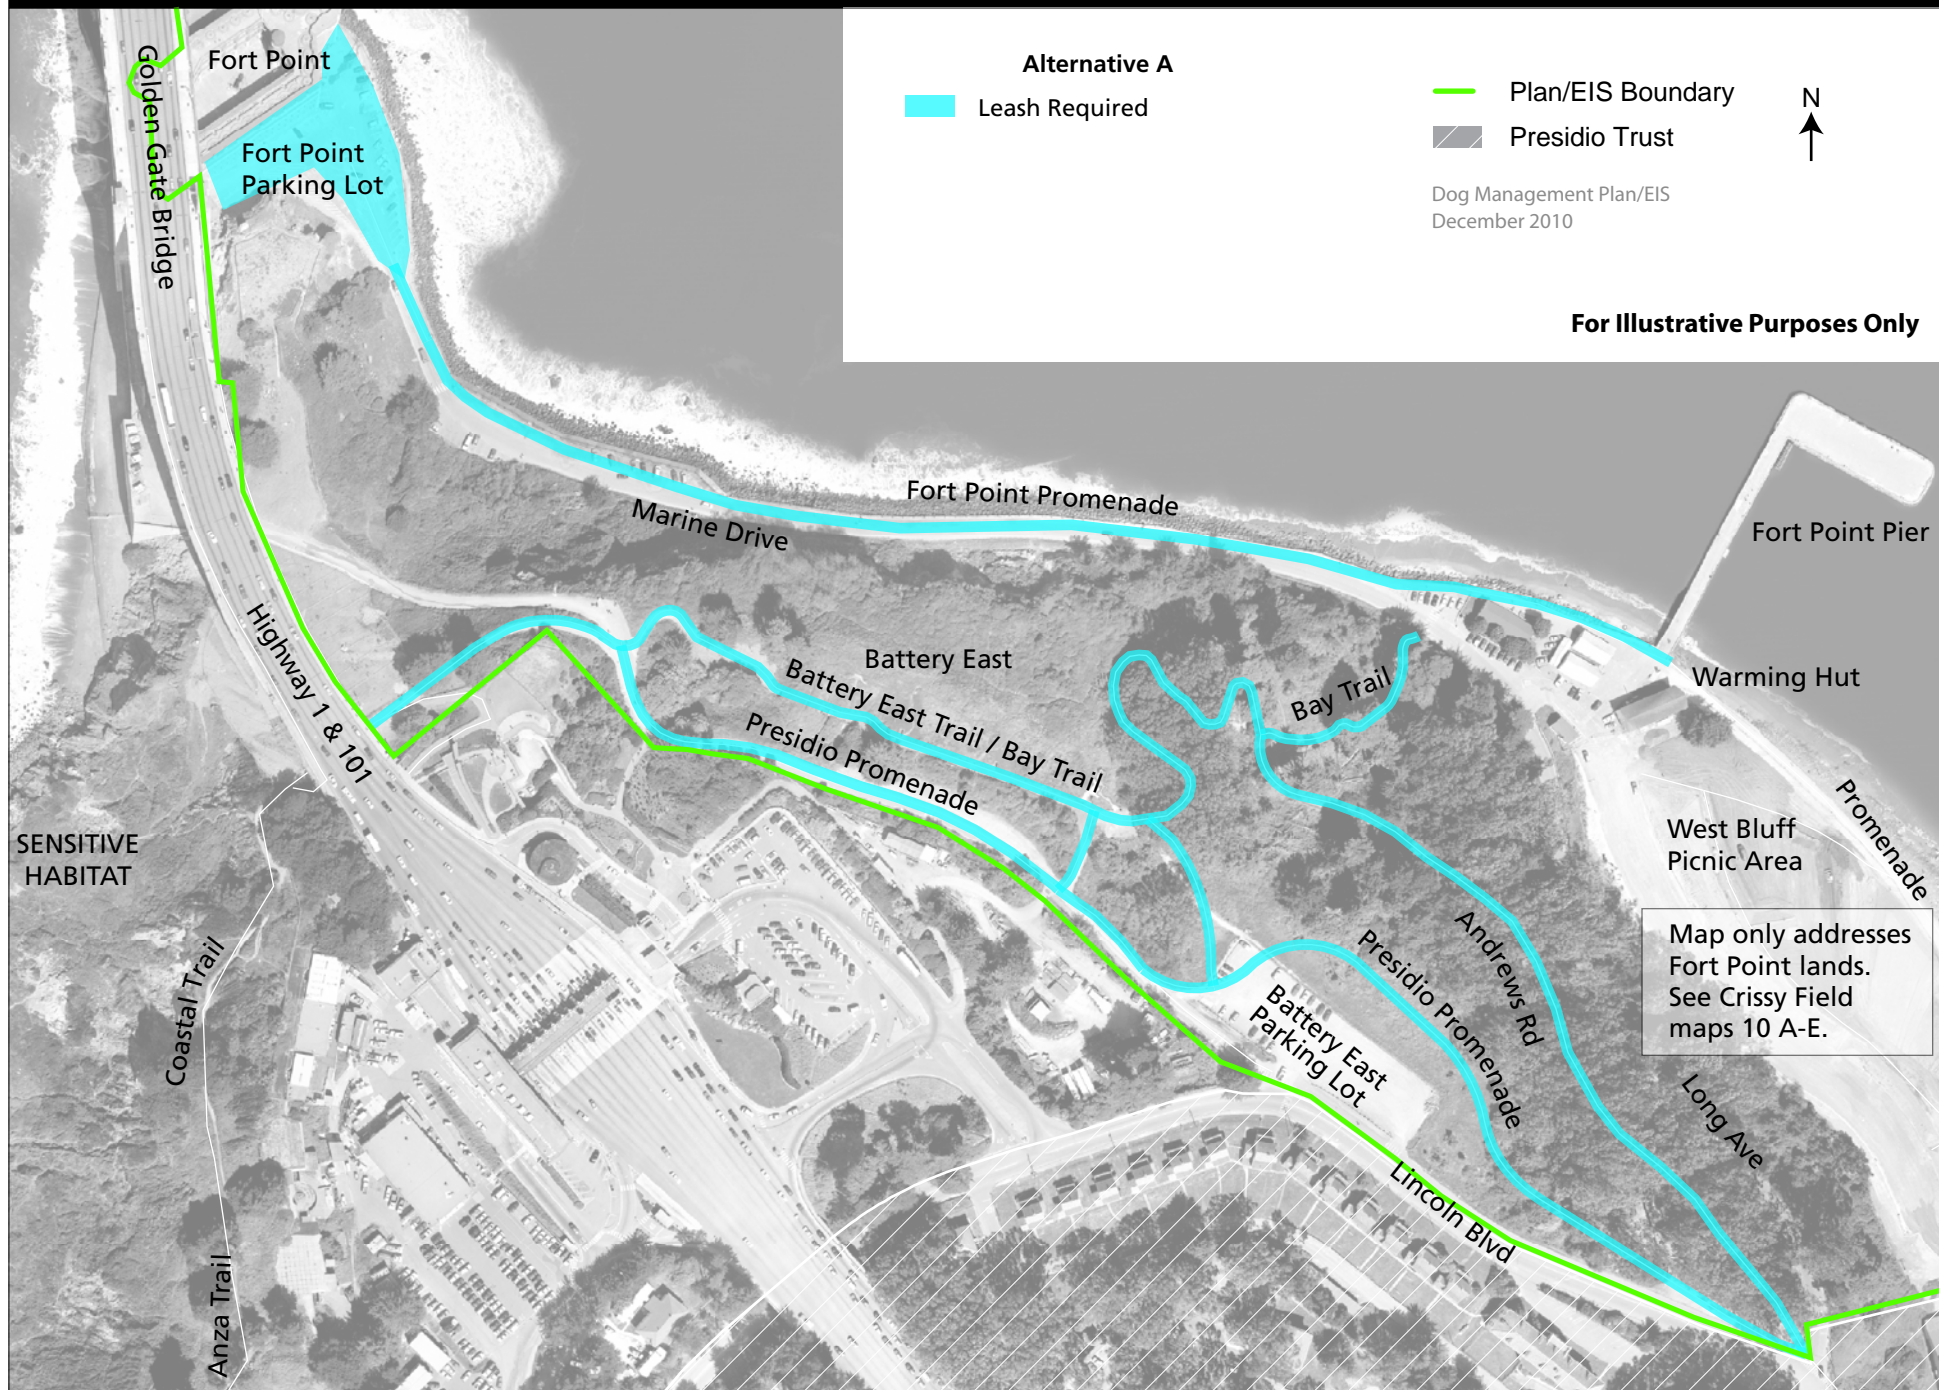 Fort Point
Golden Gate Bridge
Fort Point
Parking Lot
Alternative A
Leash Required
Plan/EIS Boundary
Presidio Trust
N
Dog Management Plan/EIS
December 2010
For Illustrative Purposes Only
Fort Point Promenade
Marine Drive
Fort Point Pier
Highway 1 & 101
Battery East
Battery East Trail / Bay Trail
Bay Trail
Warming Hut
Presidio Promenade
SENSITIVE
HABITAT
West Bluff
Picnic Area
Promenade
Coastal Trail
Andrews Rd
Presidio Promenade
Map only addresses
Fort Point lands.
See Crissy Field
maps 10 A-E.
Battery East
Parking Lot
Long Ave
Lincoln Blvd
Anza Trail